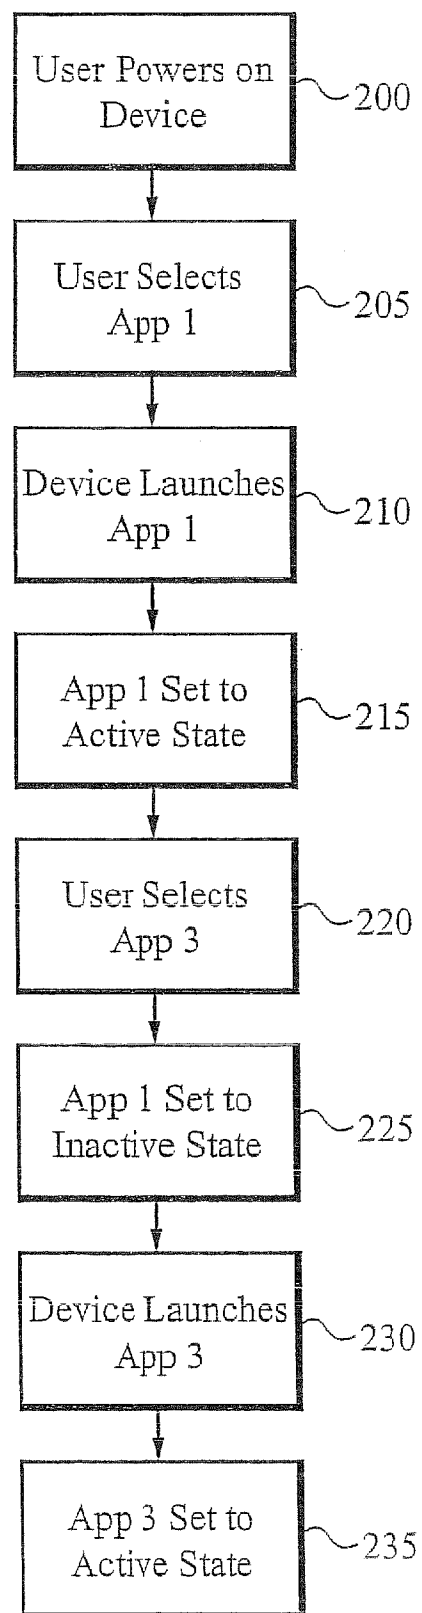 User Powers on
Device
200
User Selects
App 1
205
Device Launches
App 1
210
App 1 Set to
Active State
215
User Selects
App 3
220
App 1 Set to
Inactive State
225
Device Launches
App 3
230
App 3 Set to
Active State
235